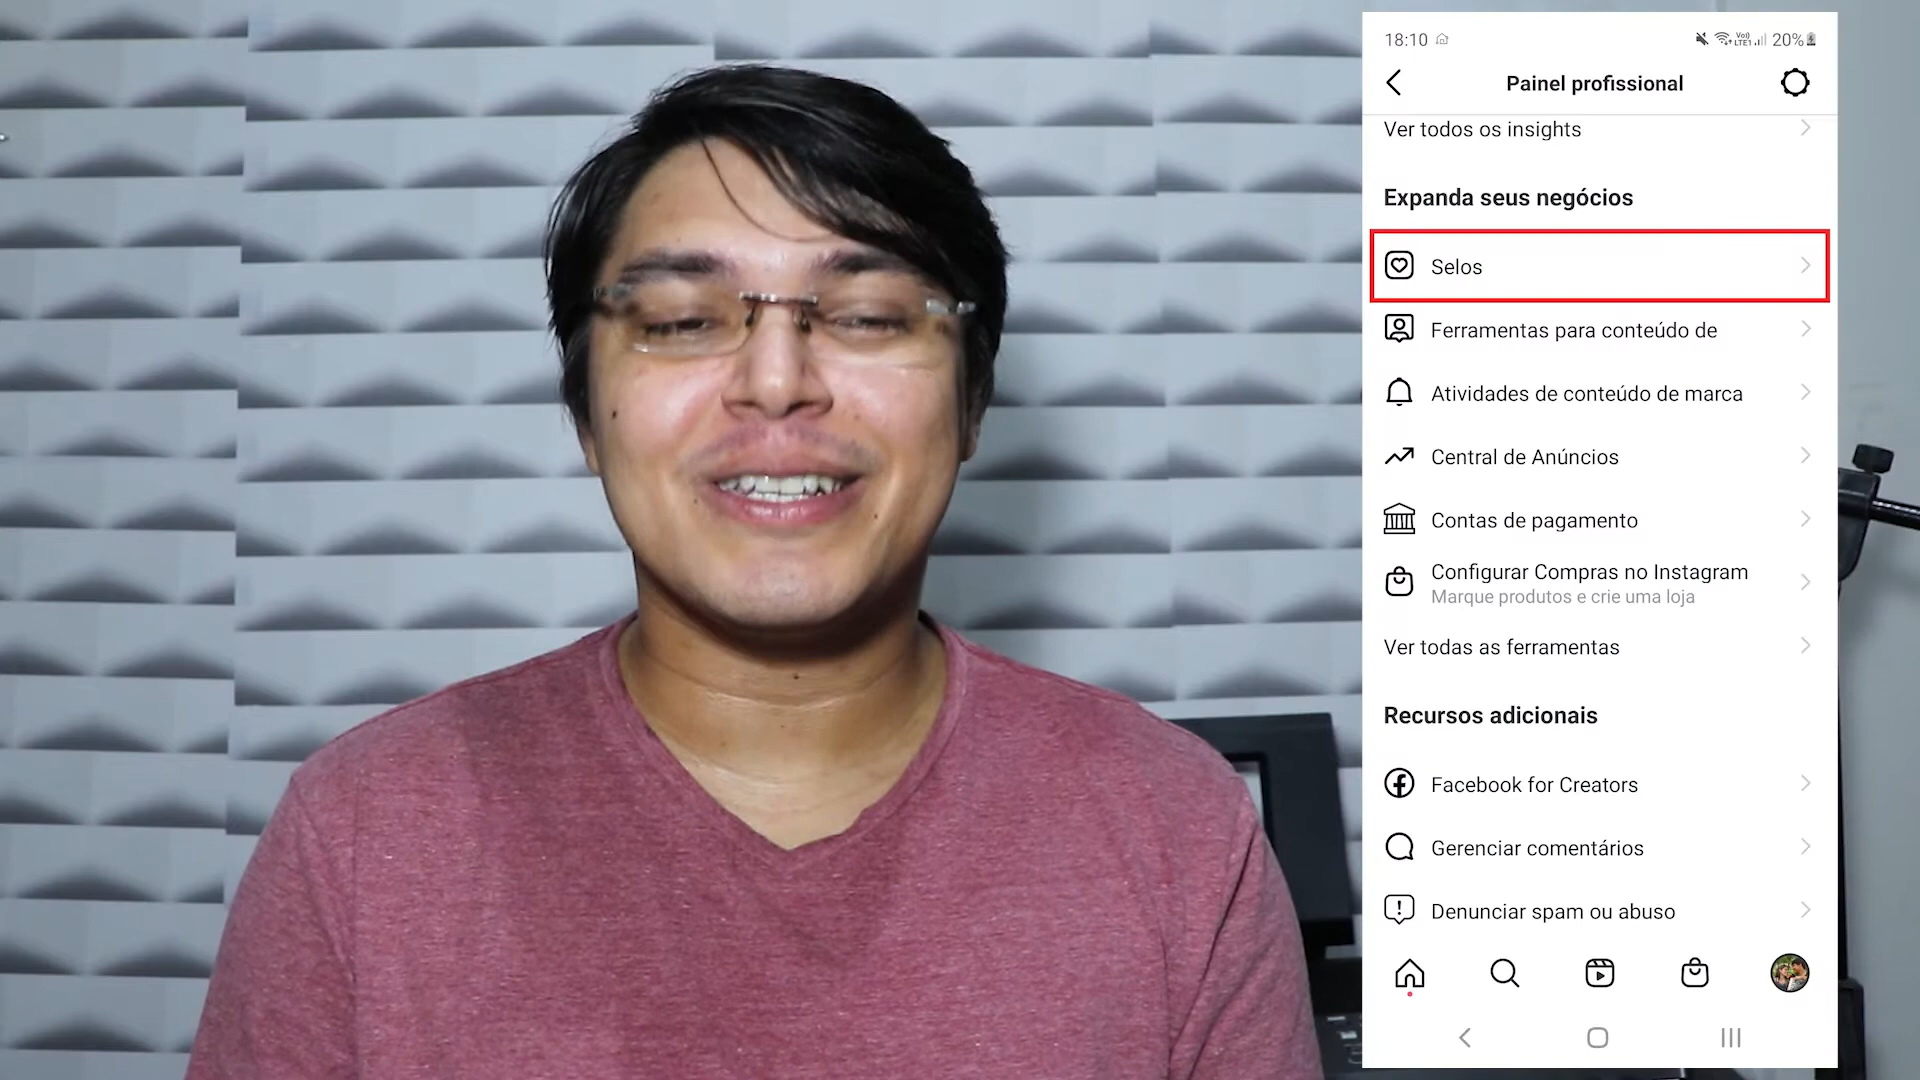 18:10
Vo)) LTE1 20%
Painel profissional
Ver todos os insights
Expanda seus negócios
Selos
Ferramentas para conteúdo de
Atividades de conteúdo de marca
Central de Anúncios
Contas de pagamento
Configurar Compras no Instagram
Marque produtos e crie uma loja
Ver todas as ferramentas
Recursos adicionais
Facebook for Creators
Gerenciar comentários
Denunciar spam ou abuso